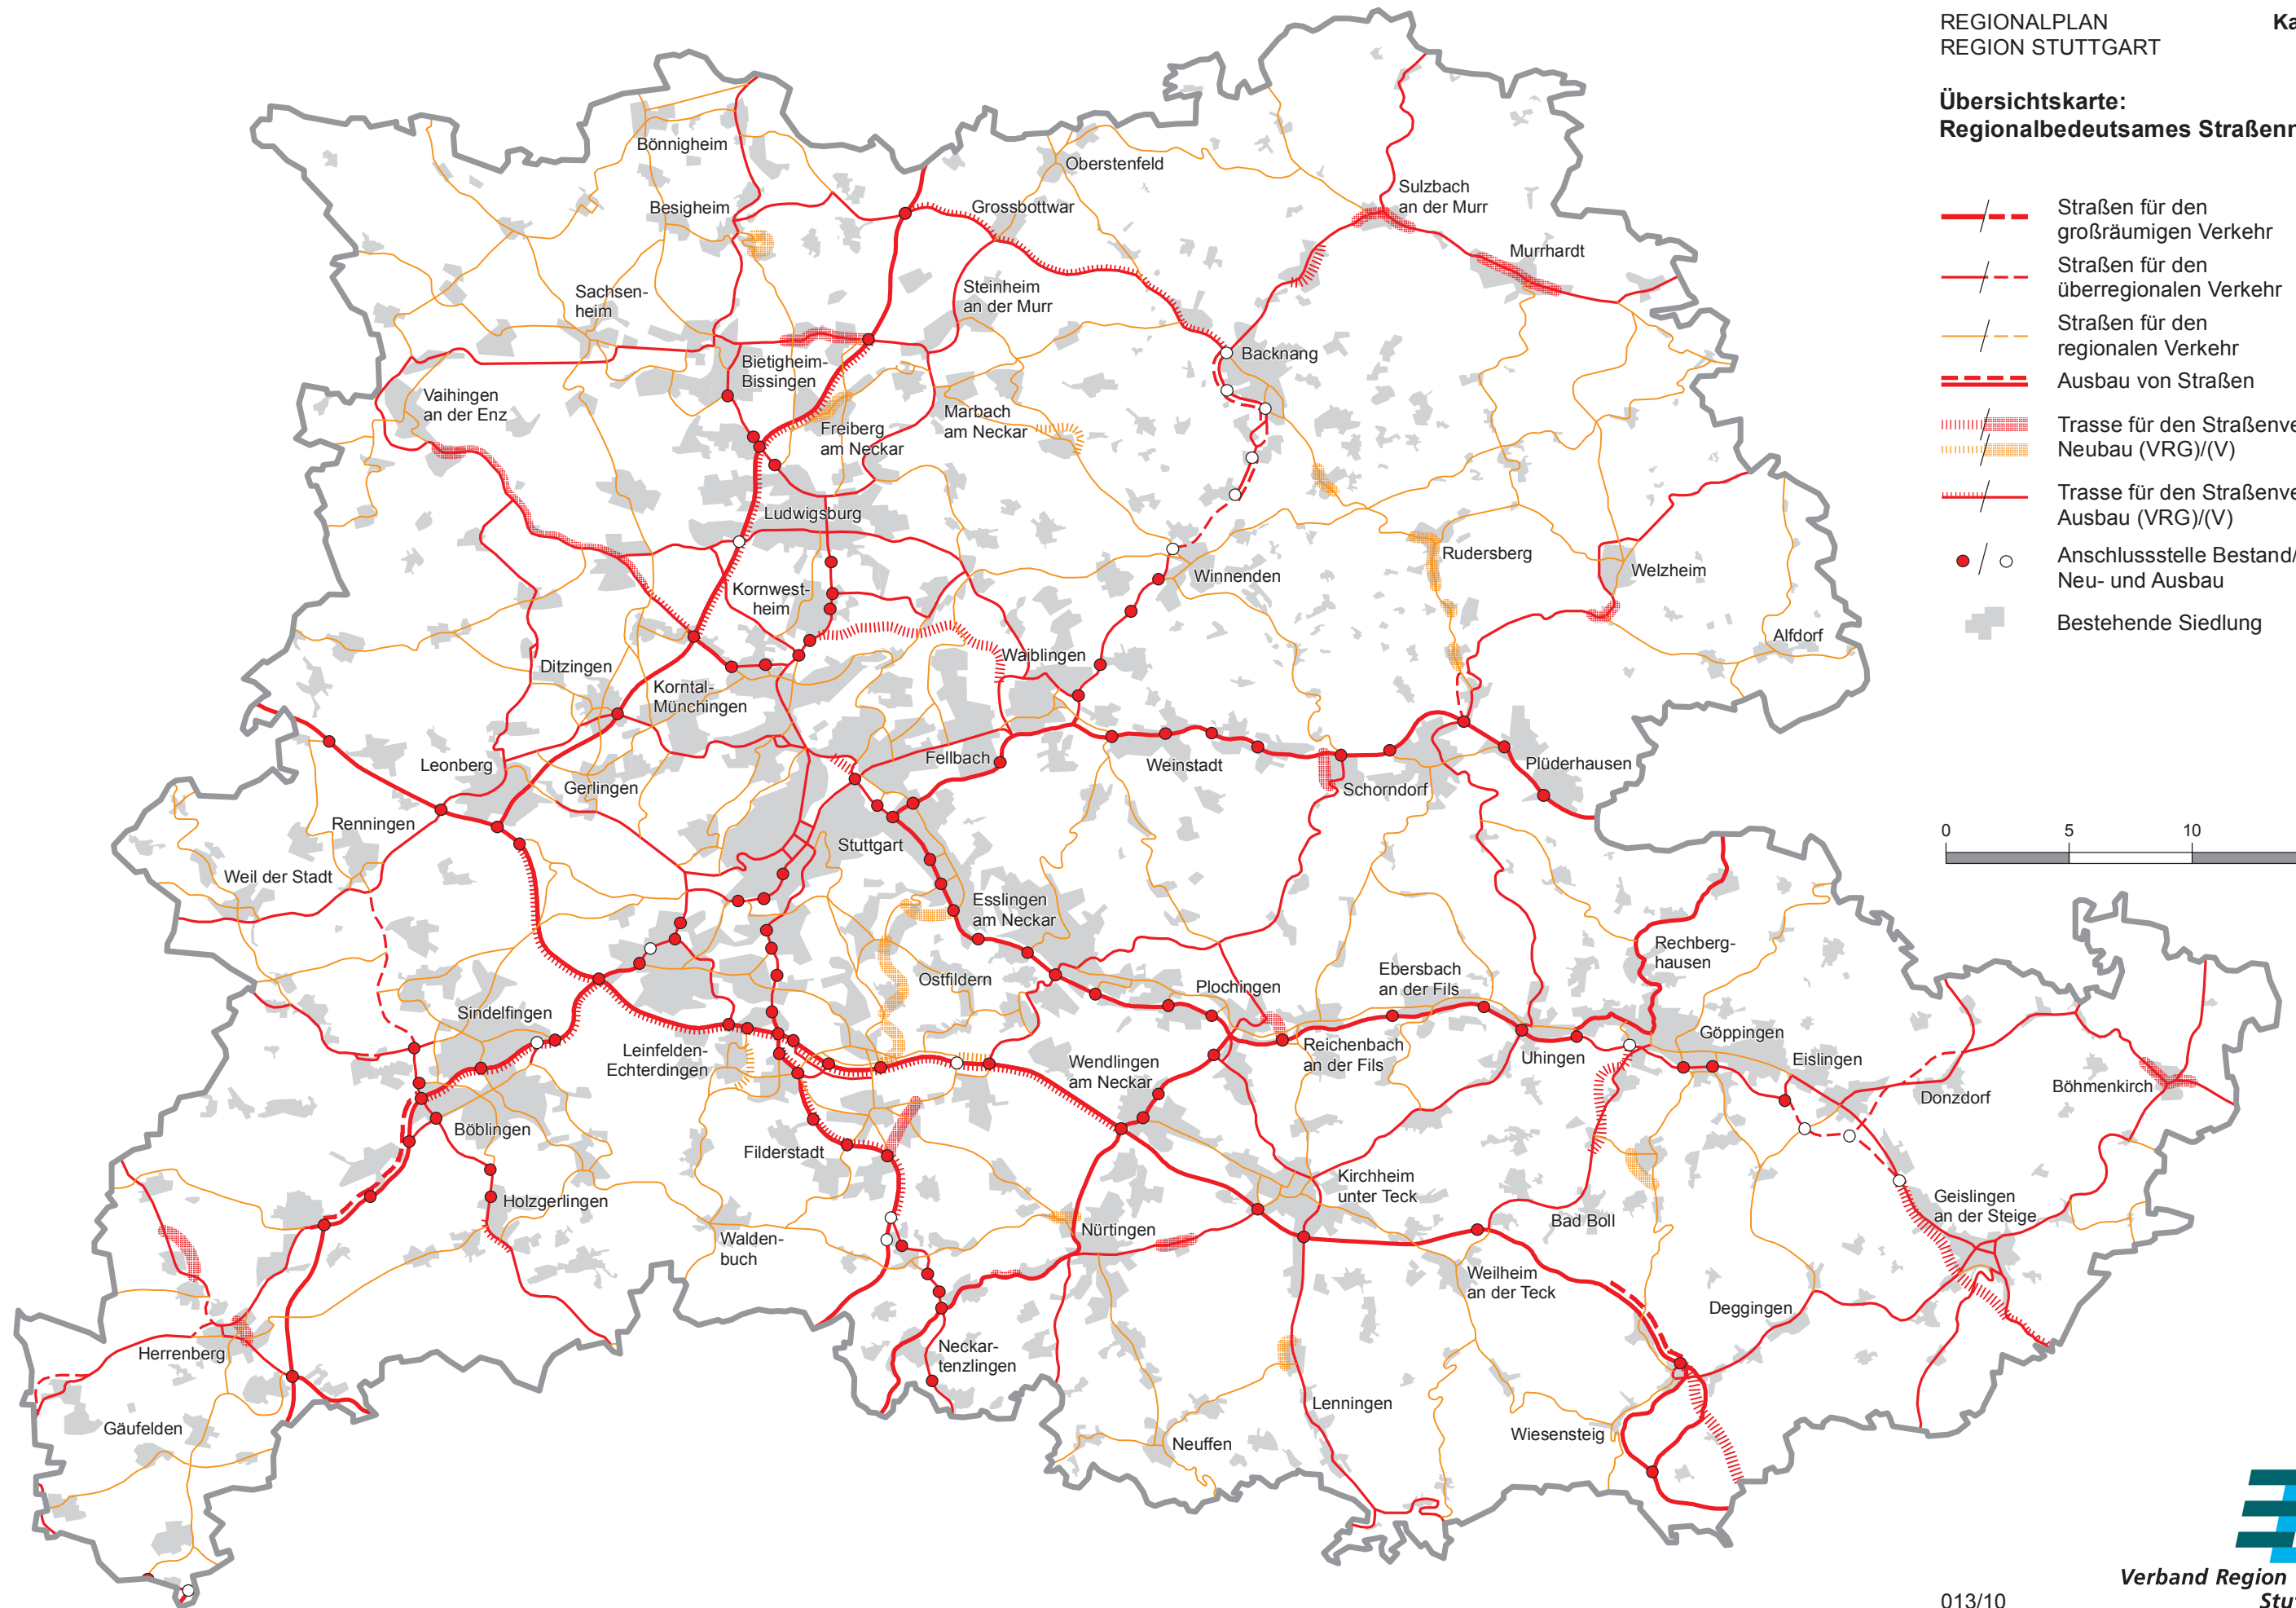 REGIONALPLAN
REGION STUTTGART
Übersichtskarte:
Straßen für den
großräumigen Verkehr
Straßen für den
überregionalen Verkehr
Straßen für den
regionalen Verkehr
Ausbau von Straßen
Trasse für den
Neubau (VRG)/(V)
Trasse für den
Ausbau (VRG)/(V)
Anschlussstelle Bestand/
Neu- und Ausbau
Bestehende Siedlung
0 5 10
Bönnigheim
Oberstenfeld
Besigheim
Grossbottwar
Sulzbach
an der Murr
Murrhardt
Sachsen-
heim
Steinheim
an der Murr
Bietigheim-
Bissingen
Backnang
Vaihingen
an der Enz
Freiberg
am Neckar
Marbach
am Neckar
Ludwigsburg
Rudersberg
Welzheim
Winnenden
Kornwest-
heim
Alfdorf
Waiblingen
Ditzingen
Korntal-
Münchingen
Leonberg
Gerlingen
Fellbach
Weinstadt
Plüderhausen
Schorndorf
Renningen
Stuttgart
Weil der Stadt
Esslingen
am Neckar
Rechberg-
hausen
Ostfildern
Ebersbach
an der Fils
Plochingen
Sindelfingen
Leinfelden-
Echterdingen
Wendlingen
am Neckar
Reichenbach
an der Fils
Uhingen
Göppingen
Eislingen
Donzdorf
Böhmenkirch
Böblingen
Filderstadt
Holzgerlingen
Walden-
buch
Nürtingen
Kirchheim
unter Teck
Bad Boll
Geislingen
an der Steige
Weilheim
an der Teck
Deggingen
Herrenberg
Neckar-
tenzlingen
Gäufelden
Lenningen
Neuffen
Wiesensteig
Verband Region
013/10